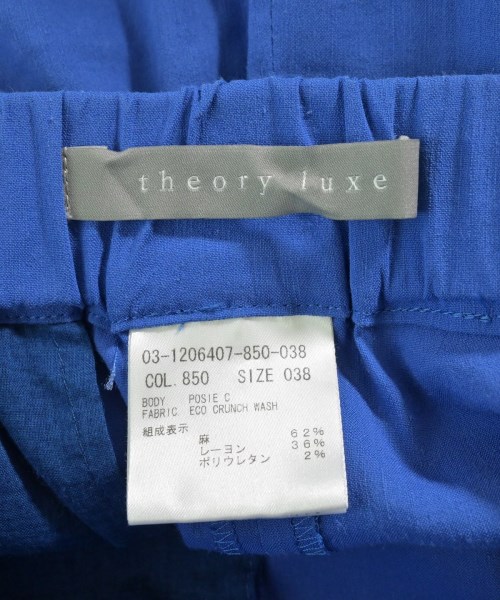 theory luxe
03-1206407-850-038
COL.850 SIZE 038
BODY POSIE C
FABRIC. ECO CRUNCH WASH
組成表示
麻 62%
レーヨン 36%
ポリウレタン 2%